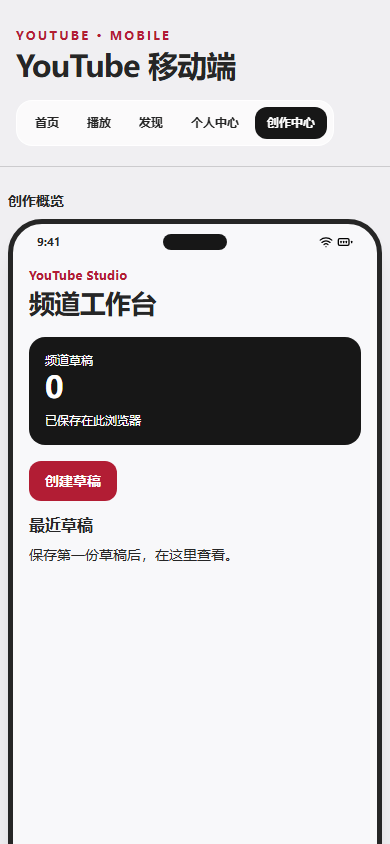 YOUTUBE • MOBILE
YouTube 移动端
首页 播放 发现 个人中心 创作中心
创作概览
9:41
YouTube Studio
频道工作台
频道草稿
0
已保存在此浏览器
创建草稿
最近草稿
保存第一份草稿后，在这里查看。